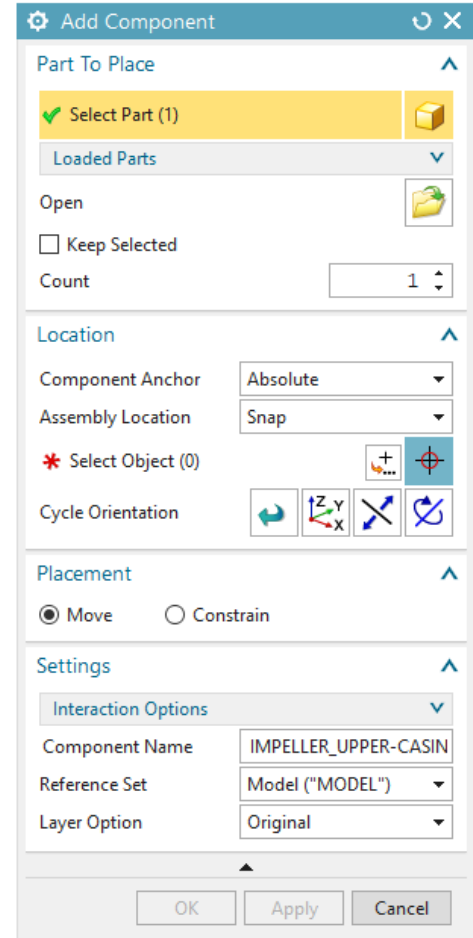 Add Component
Part To Place
Select Part (1)
Loaded Parts
Open
Keep Selected
Count 1
Location
Component Anchor Absolute
Assembly Location Snap
* Select Object (0)
Cycle Orientation Z Y X
Placement
Move Constrain
Settings
Interaction Options
Component Name IMPELLER_UPPER-CASIN
Reference Set Model ("MODEL")
Layer Option Original
OK Apply Cancel